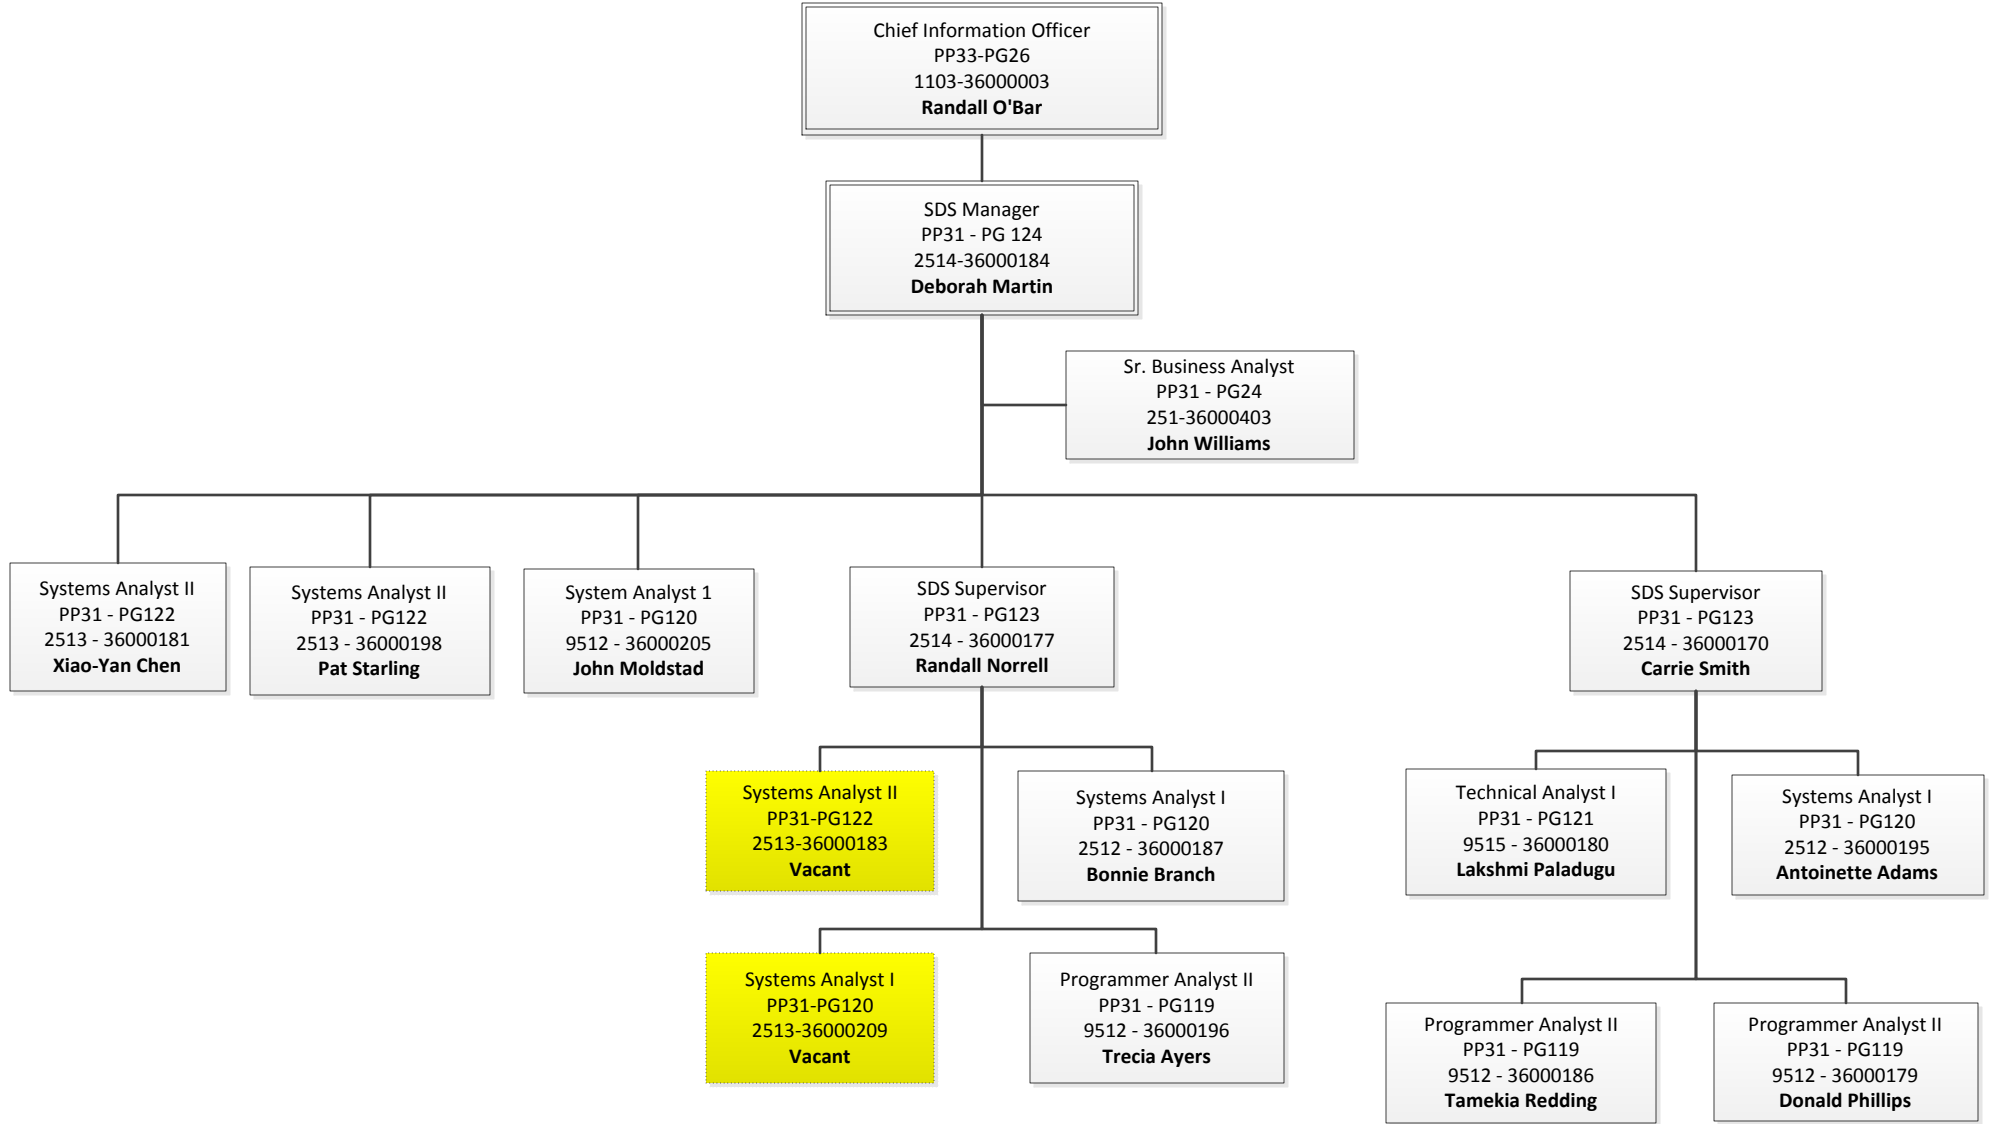 Chief Information Officer
PP33-PG26
1103-36000003
Randall O'Bar
SDS Manager
PP31 - PG 124
2514-36000184
Deborah Martin
Sr. Business Analyst
PP31 - PG24
251-36000403
John Williams
Systems Analyst II
PP31 - PG122
2513 - 36000181
Xiao-Yan Chen
Systems Analyst II
PP31 - PG122
2513 - 36000198
Pat Starling
System Analyst 1
PP31 - PG120
9512 - 36000205
John Moldstad
SDS Supervisor
PP31 - PG123
2514 - 36000177
Randall Norrell
SDS Supervisor
PP31 - PG123
2514 - 36000170
Carrie Smith
Systems Analyst II
PP31-PG122
2513-36000183
Vacant
Systems Analyst I
PP31 - PG120
2512 - 36000187
Bonnie Branch
Technical Analyst I
PP31 - PG121
9515 - 36000180
Lakshmi Paladugu
Systems Analyst I
PP31 - PG120
2512 - 36000195
Antoinette Adams
Systems Analyst I
PP31-PG120
2513-36000209
Vacant
Programmer Analyst II
PP31 - PG119
9512 - 36000196
Trecia Ayers
Programmer Analyst II
PP31 - PG119
9512 - 36000186
Tamekia Redding
Programmer Analyst II
PP31 - PG119
9512 - 36000179
Donald Phillips